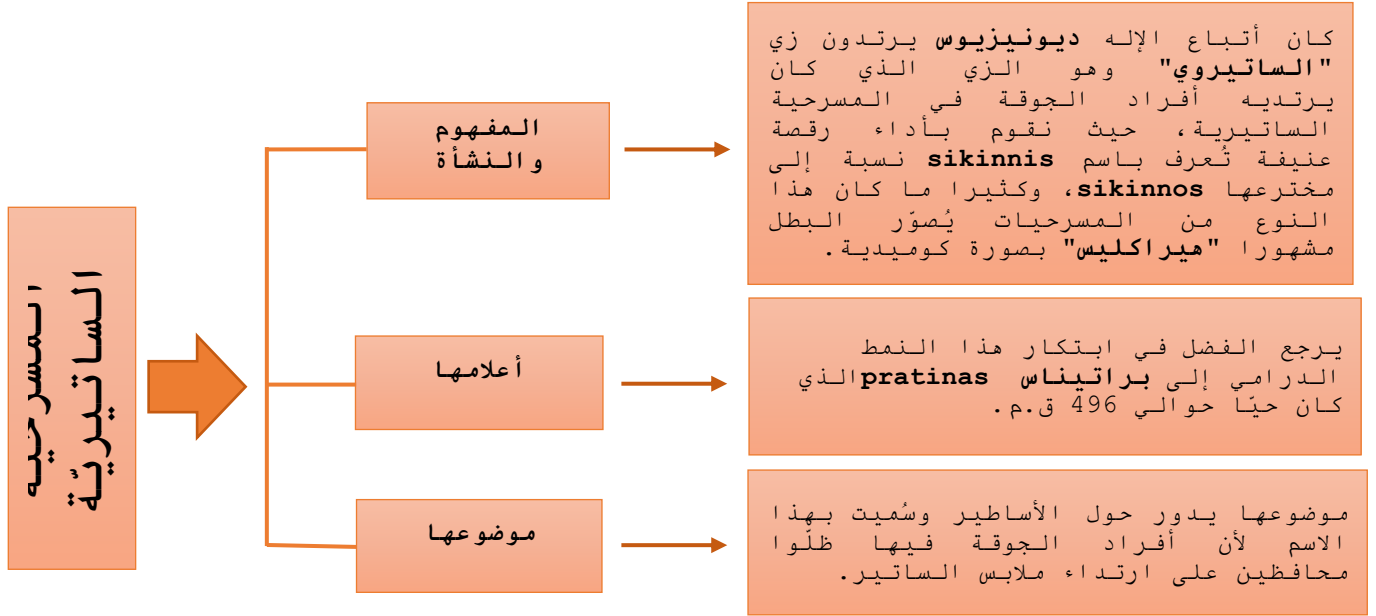 المسرحية
الساتيريّة
المفهوم
والنشأة
كان أتباع الإله ديونيزيوس يرتدون زي
"الساتيروي" وهو الزي الذي كان
يرتديه أفراد الجوقة في المسرحية
الساتيرية، حيث نقوم بأداء رقصة
عنيفة تُعرف باسم sikinnis نسبة إلى
مخترعها sikinnos، وكثيرا ما كان هذا
النوع من المسرحيات يُصوّر البطل
مشهورا "هيراكليس" بصورة كوميدية.
أعلامها
يرجع الفضل في ابتكار هذا النمط
الدرامي إلى براتيناس pratinas الذي
كان حيّا حوالي 496 ق.م.
موضوعها
موضوعها يدور حول الأساطير وسُميت بهذا
الاسم لأن أفراد الجوقة فيها ظلّوا
محافظين على ارتداء ملابس الساتير.